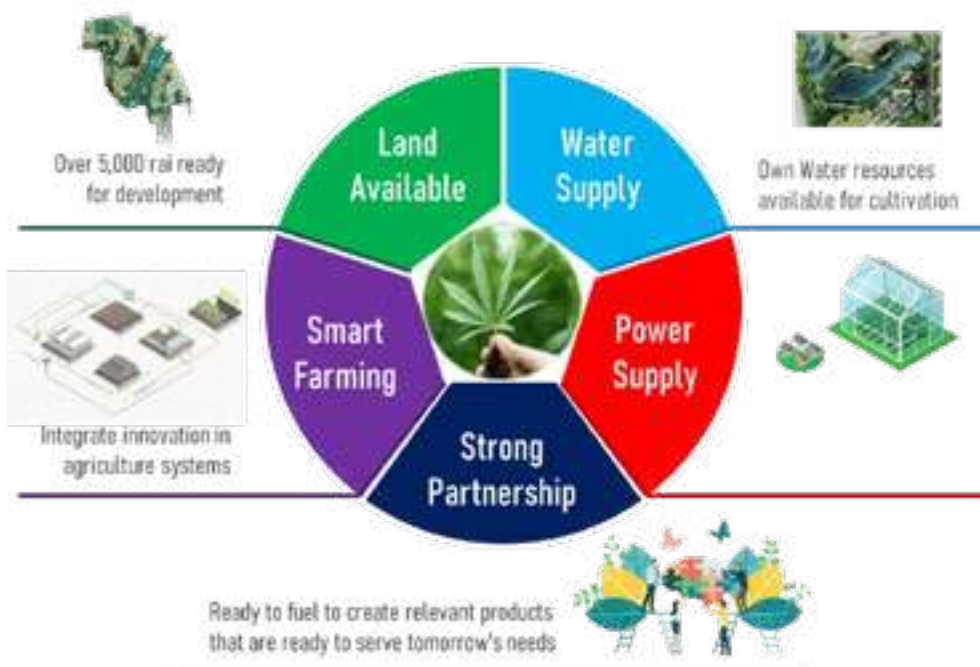 Land
Available
Water
Supply
Over 5,000 rai ready
for development
Own Water resources
available for cultivation
Smart
Farming
Power
Supply
Integrate innovation in
agriculture systems
Strong
Partnership
Ready to fuel to create relevant products
that are ready to serve tomorrow's needs